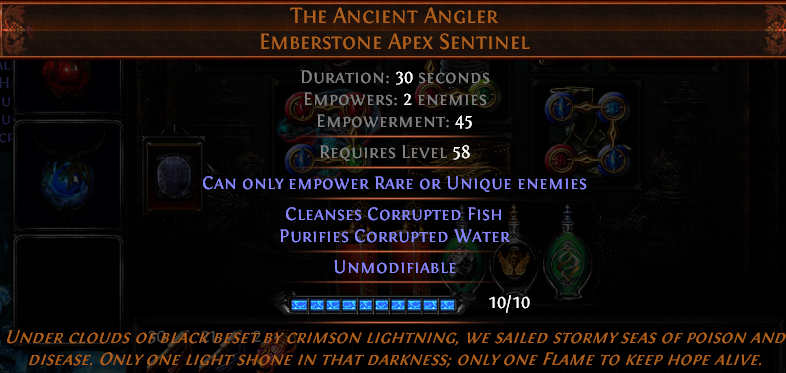 The Ancient Angler
Emberstone Apex Sentinel
Duration: 30 seconds
Empowers: 2 enemies
Empowerment: 45
Requires Level 58
Can only empower Rare or Unique enemies
Cleanses Corrupted Fish
Purifies Corrupted Water
Unmodifiable
10/10
Under clouds of black beset by crimson lightning, we sailed stormy seas of poison and
disease. Only one light shone in that darkness; only one Flame to keep hope alive.